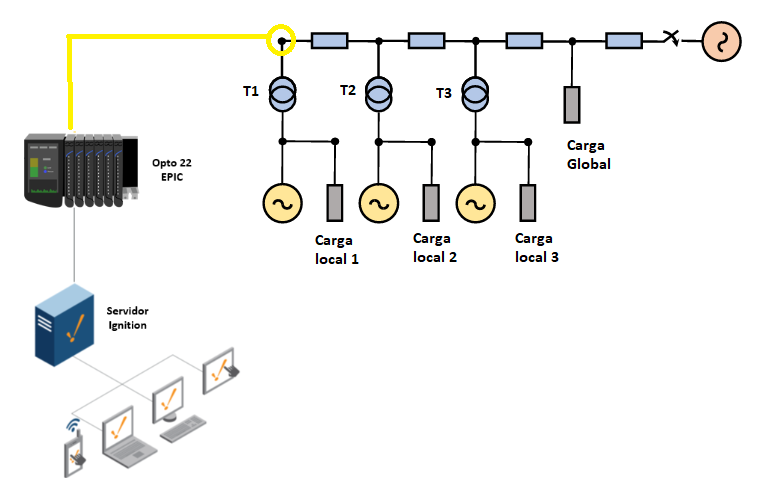 T1
T2
T3
Opto 22
EPIC
Carga
Global
Carga
local 1
Carga
local 2
Carga
local 3
Servidor
Ignition